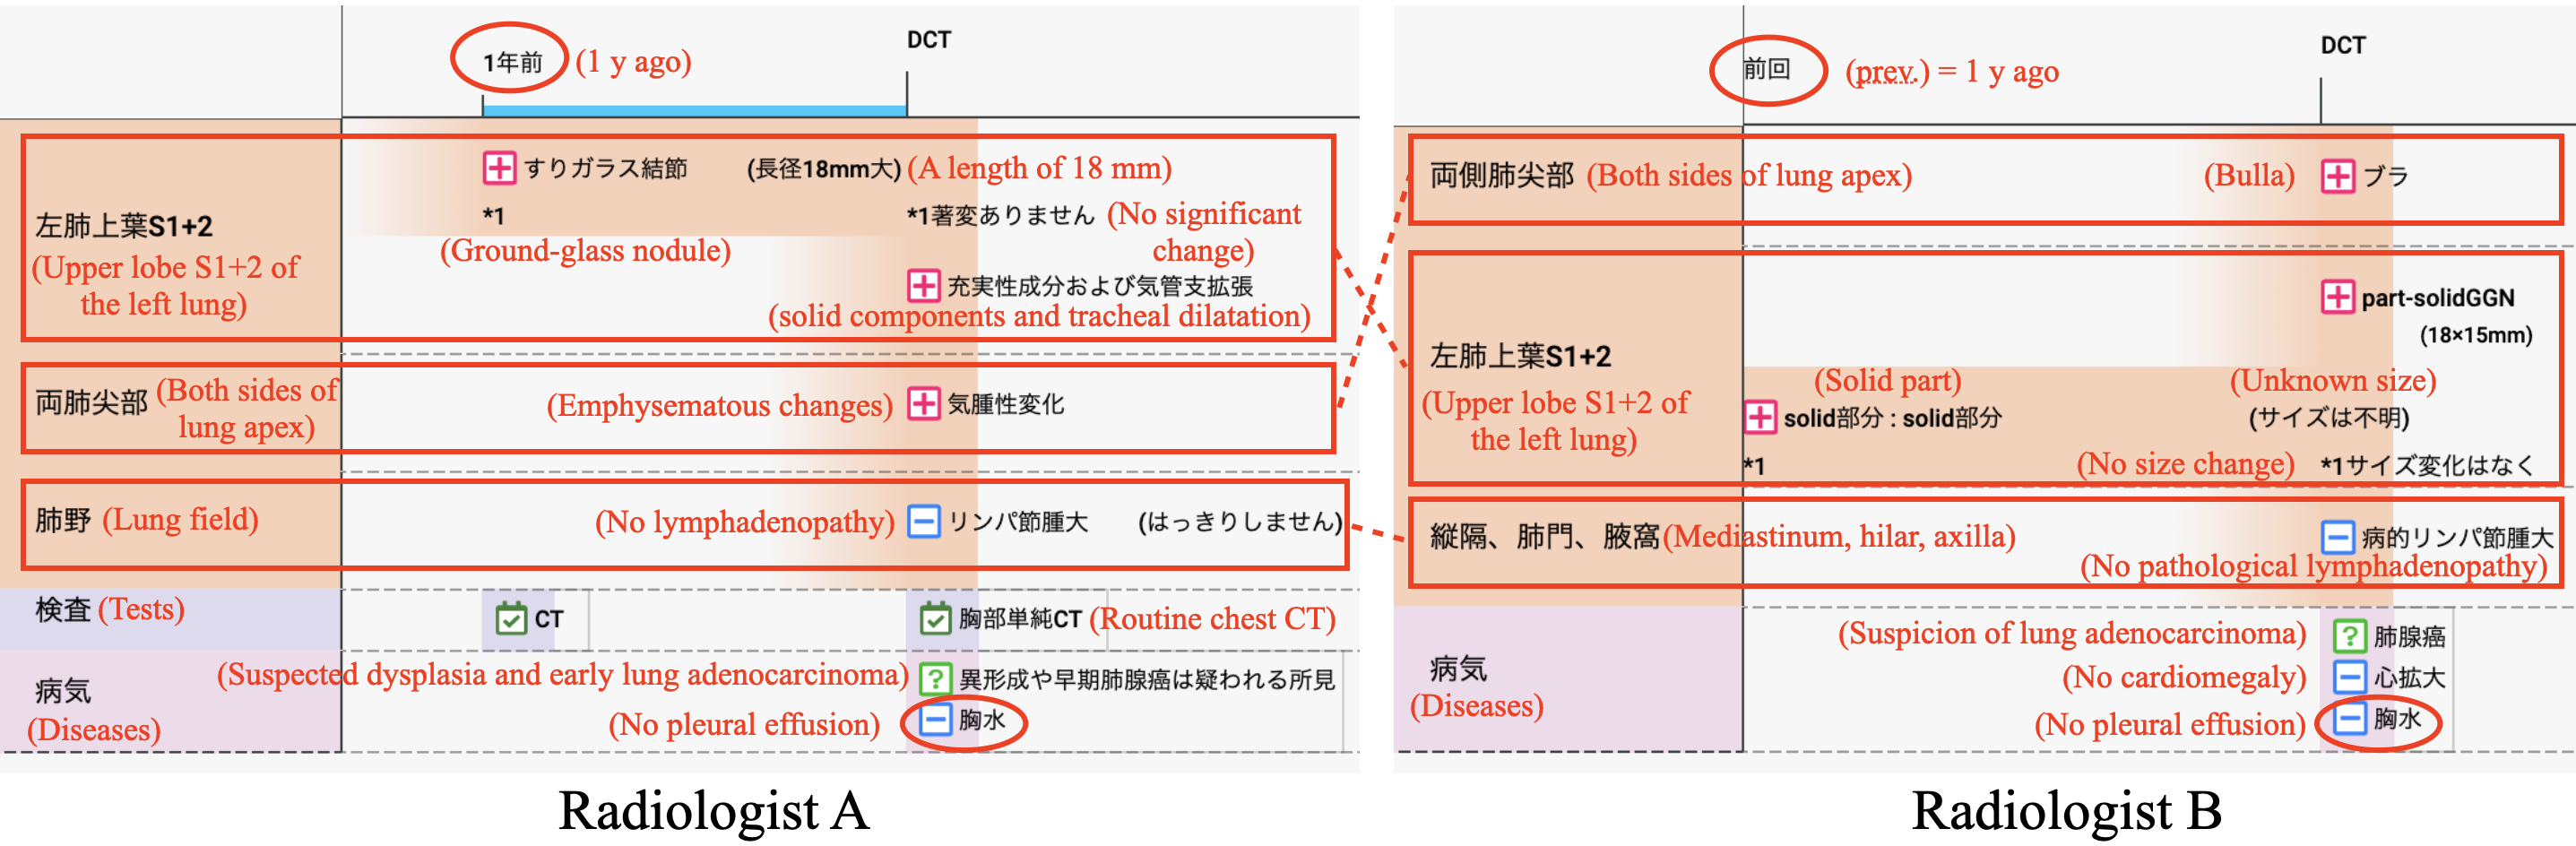 1年前 (1 y ago)
DCT
左肺上葉S1+2
(Upper lobe S1+2 of
the left lung)
すりガラス結節 (長径18mm大) (A length of 18 mm)
*1 *1著変ありません (No significant
change)
(Ground-glass nodule)
充実性成分および気管支拡張
(solid components and tracheal dilatation)
両肺尖部 (Both sides of
lung apex)
(Emphysematous changes) 気腫性変化
肺野 (Lung field)
(No lymphadenopathy) リンパ節腫大 (はっきりしません)
検査 (Tests)
CT
胸部単純CT (Routine chest CT)
病気
(Diseases)
(Suspected dysplasia and early lung adenocarcinoma) ? 異形成や早期肺腺癌は疑われる所見
(No pleural effusion) 胸水
Radiologist A
前回 (prev.) = 1 y ago
DCT
両側肺尖部 (Both sides of lung apex)
(Bulla) ブラ
左肺上葉S1+2
(Upper lobe S1+2 of
the left lung)
part-solidGGN
(18×15mm)
(Solid part) (Unknown size)
solid部分 : solid部分 (サイズは不明)
*1 (No size change) *1サイズ変化はなく
縦隔、肺門、腋窩 (Mediastinum, hilar, axilla)
病的リンパ節腫大
(No pathological lymphadenopathy)
病気
(Diseases)
(Suspicion of lung adenocarcinoma) ? 肺腺癌
(No cardiomegaly) 心拡大
(No pleural effusion) 胸水
Radiologist B